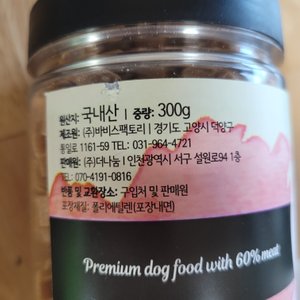 원산지: 국내산 | 중량: 300g
제조원: (주)바비스팩토리 | 경기도 고양시 덕양구
통일로 1161-59 TEL: 031-964-4721
판매원: (주)더나눔 | 인천광역시 서구 설원로94 1층
TEL: 070-4191-0816
반품 및 교환장소: 구입처 및 판매원
포장재질: 폴리에틸렌(포장내면)
Premium dog food with 60% meat